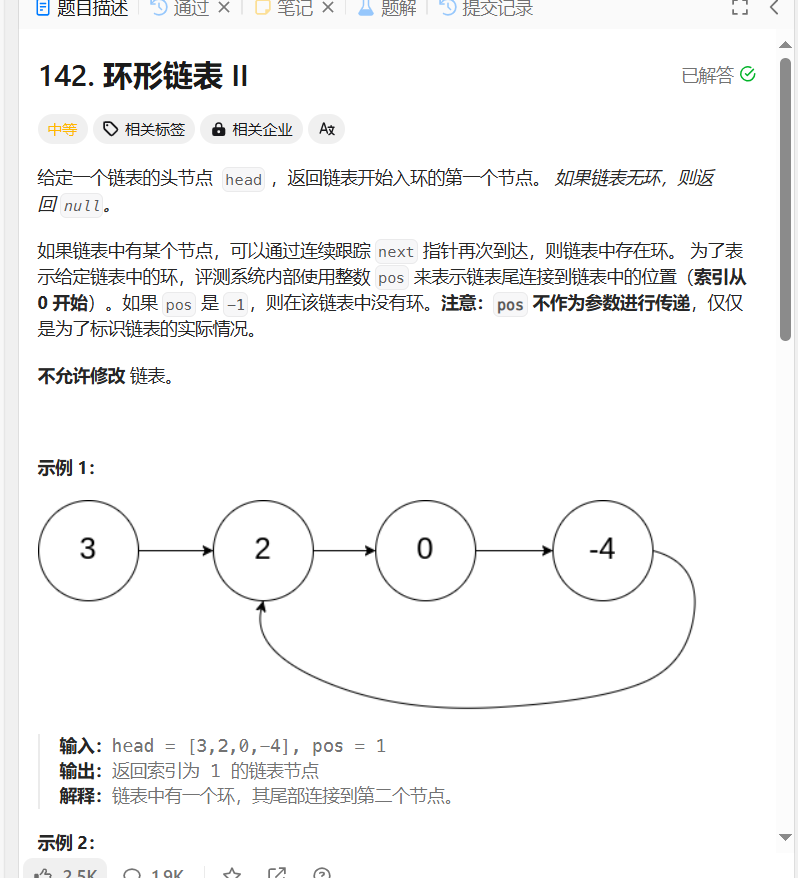 题目描述 通过 笔记 题解 提交记录
142. 环形链表 II
已解答
中等 相关标签 相关企业
给定一个链表的头节点 head ，返回链表开始入环的第一个节点。 如果链表无环，则返
回 null。
如果链表中有某个节点，可以通过连续跟踪 next 指针再次到达，则链表中存在环。 为了表
示给定链表中的环，评测系统内部使用整数 pos 来表示链表尾连接到链表中的位置（索引从
0 开始）。如果 pos 是 -1，则在该链表中没有环。注意：pos 不作为参数进行传递，仅仅
是为了标识链表的实际情况。
不允许修改 链表。
示例 1：
3 2 0 -4
输入：head = [3,2,0,-4], pos = 1
输出：返回索引为 1 的链表节点
解释：链表中有一个环，其尾部连接到第二个节点。
示例 2：
2.5K 1.9K